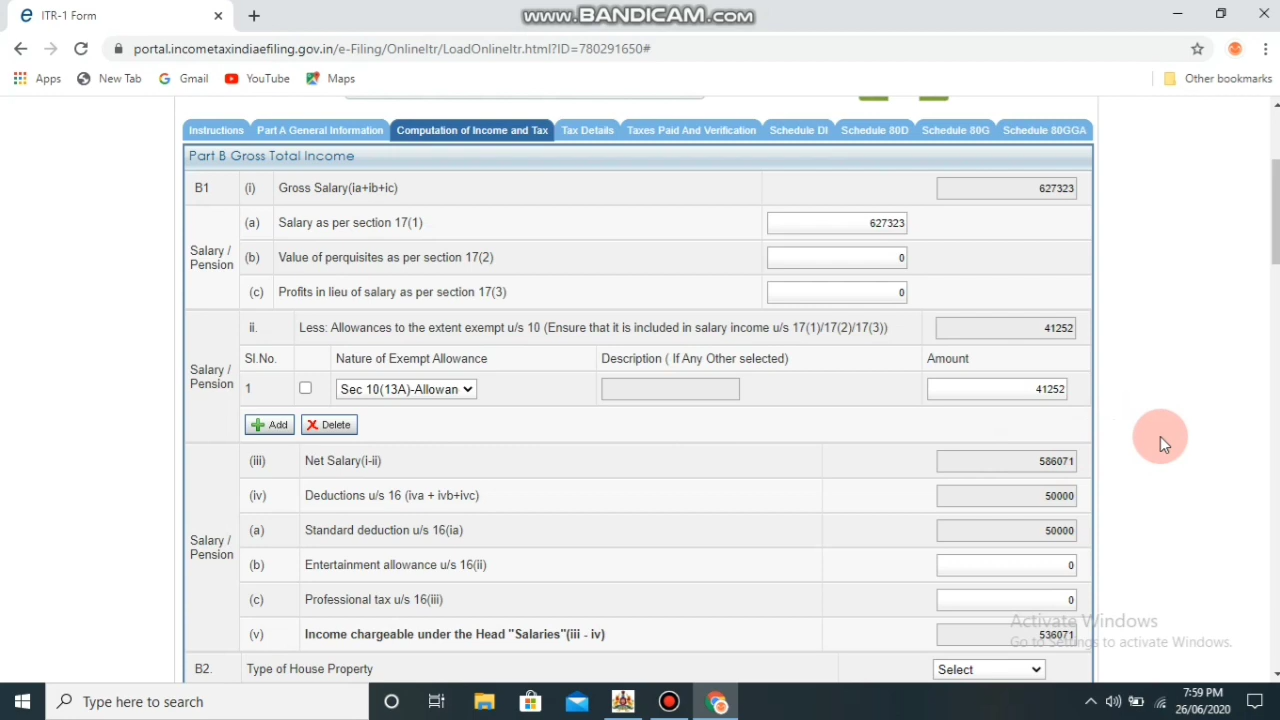 www.BANDICAM.com
ITR-1 Form
portal.incometaxindiaefiling.gov.in/e-Filing/OnlineItr/LoadOnlineItr.html?ID=780291650#
Apps New Tab Gmail YouTube Maps Other bookmarks
Instructions Part A General Information Computation of Income and Tax Tax Details Taxes Paid And Verification Schedule DI Schedule 80D Schedule 80G Schedule 80GGA
Part B Gross Total Income
B1 (i) Gross Salary(ia+ib+ic) 627323
Salary / Pension
(a) Salary as per section 17(1) 627323
(b) Value of perquisites as per section 17(2) 0
(c) Profits in lieu of salary as per section 17(3) 0
Salary / Pension
ii. Less: Allowances to the extent exempt u/s 10 (Ensure that it is included in salary income u/s 17(1)/17(2)/17(3)) 41252
Sl.No. Nature of Exempt Allowance Description ( If Any Other selected) Amount
1 Sec 10(13A)-Allowan 41252
Add Delete
Salary / Pension
(iii) Net Salary(i-ii) 586071
(iv) Deductions u/s 16 (iva + ivb+ivc) 50000
(a) Standard deduction u/s 16(ia) 50000
(b) Entertainment allowance u/s 16(ii) 0
(c) Professional tax u/s 16(iii) 0
(v) Income chargeable under the Head "Salaries"(iii - iv) 536071
B2. Type of House Property Select
Activate Windows
Go to Settings to activate Windows.
Type here to search
7:59 PM
26/06/2020